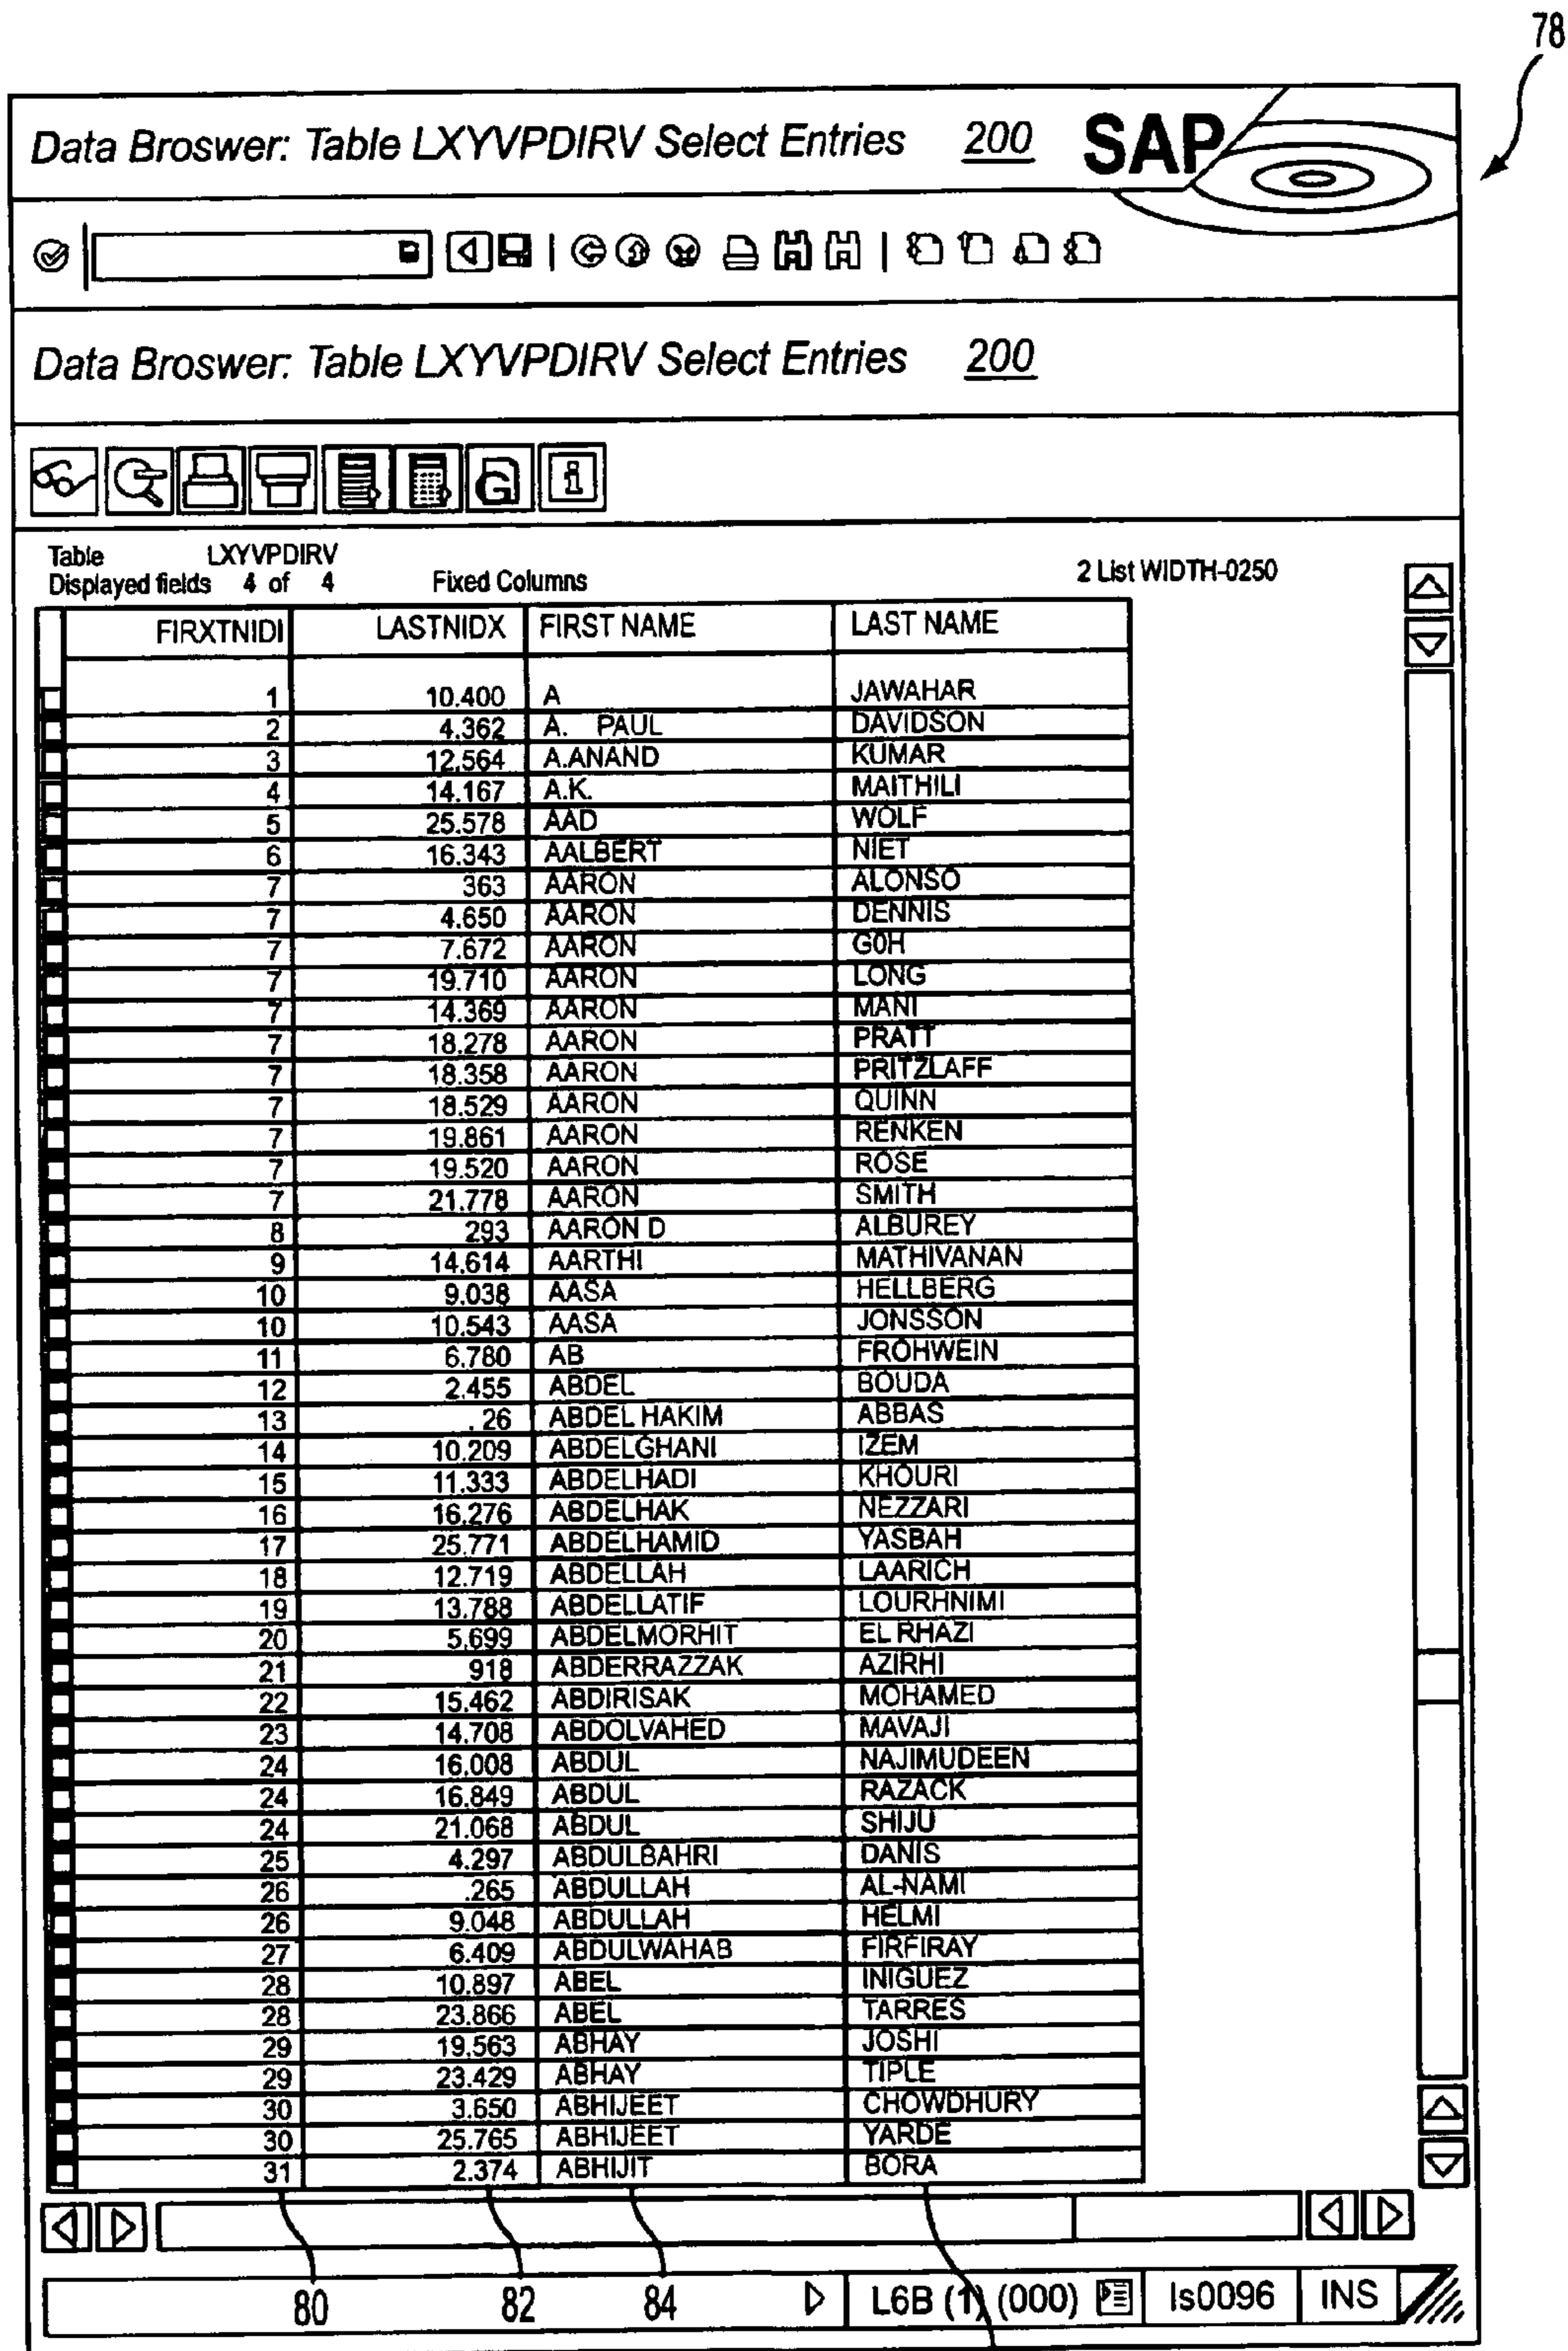 78
Data Broswer: Table LXYVPDIRV Select Entries 200 SAP
Data Broswer: Table LXYVPDIRV Select Entries 200
G i
Table LXYVPDIRV
Displayed fields 4 of 4 Fixed Columns 2 List WIDTH-0250
FIRXTNIDI LASTNIDX FIRST NAME LAST NAME
1 10.400 A JAWAHAR
2 4.362 A. PAUL DAVIDSON
3 12.564 A.ANAND KUMAR
4 14.167 A.K. MAITHILI
5 25.578 AAD WOLF
6 16.343 AALBERT NIET
7 363 AARON ALONSO
7 4.650 AARON DENNIS
7 7.672 AARON G0H
7 19.710 AARON LONG
7 14.369 AARON MANI
7 18.278 AARON PRATT
7 18.358 AARON PRITZLAFF
7 18.529 AARON QUINN
7 19.861 AARON RENKEN
7 19.520 AARON ROSE
7 21.778 AARON SMITH
8 293 AARON D ALBUREY
9 14.614 AARTHI MATHIVANAN
10 9.038 AASA HELLBERG
10 10.543 AASA JONSSON
11 6.780 AB FROHWEIN
12 2.455 ABDEL BOUDA
13 .26 ABDEL HAKIM ABBAS
14 10.209 ABDELGHANI IZEM
15 11.333 ABDELHADI KHOURI
16 16.276 ABDELHAK NEZZARI
17 25.771 ABDELHAMID YASBAH
18 12.719 ABDELLAH LAARICH
19 13.788 ABDELLATIF LOURHNIMI
20 5.699 ABDELMORHIT EL RHAZI
21 918 ABDERRAZZAK AZIRHI
22 15.462 ABDIRISAK MOHAMED
23 14.708 ABDOLVAHED MAVAJI
24 16.008 ABDUL NAJIMUDEEN
24 16.849 ABDUL RAZACK
24 21.068 ABDUL SHIJU
25 4.297 ABDULBAHRI DANIS
26 .265 ABDULLAH AL-NAMI
26 9.048 ABDULLAH HELMI
27 6.409 ABDULWAHAB FIRFIRAY
28 10.897 ABEL INIGUEZ
28 23.866 ABEL TARRES
29 19.563 ABHAY JOSHI
29 23.429 ABHAY TIPLE
30 3.650 ABHIJEET CHOWDHURY
30 25.765 ABHIJEET YARDE
31 2.374 ABHIJIT BORA
80 82 84 L6B (1) (000) ls0096 INS